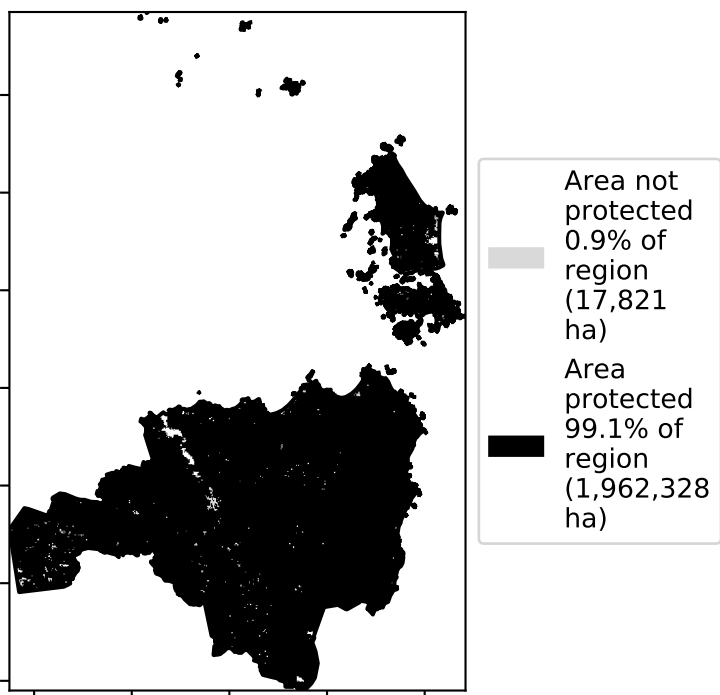 Area not
protected
0.9% of
region
(17,821
ha)
Area
protected
99.1% of
region
(1,962,328
ha)